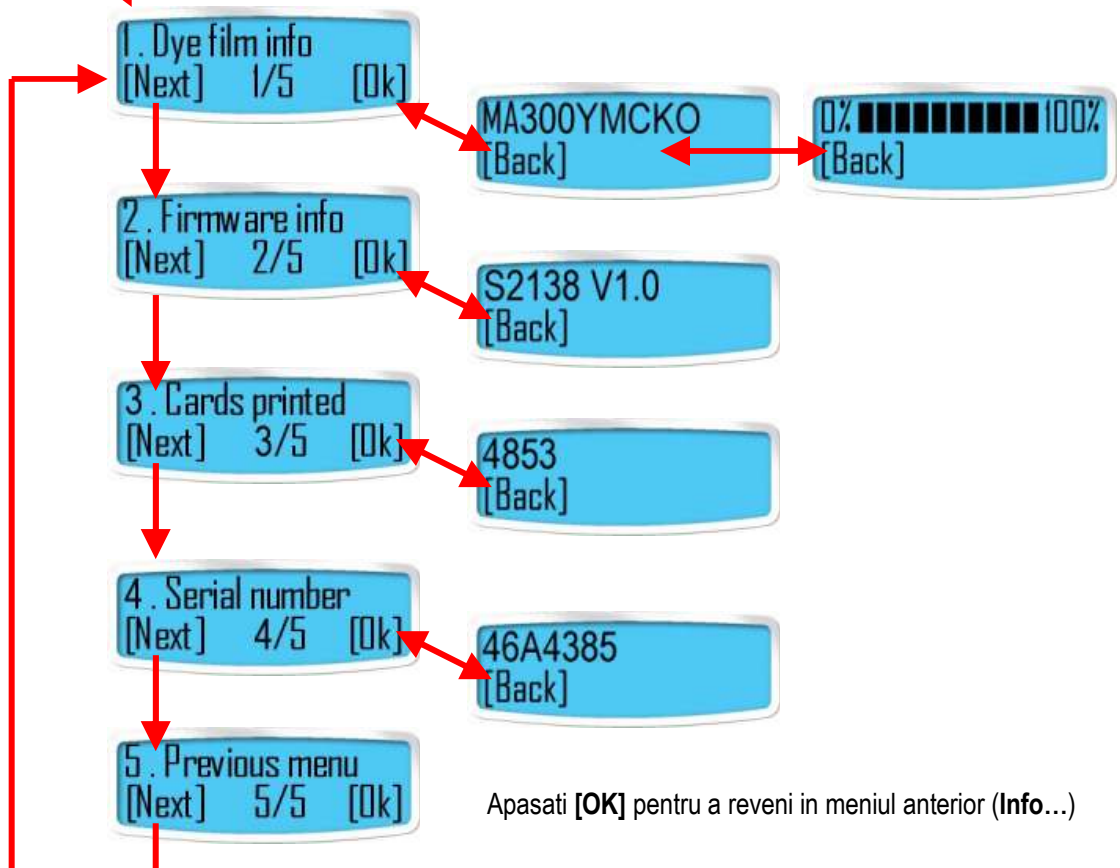 1 . Dye film info
[Next] 1/5 [Ok]
MA300YMCKO
[Back]
0% 100%
[Back]
2 . Firmware info
[Next] 2/5 [Ok]
S2138 V1.0
[Back]
3 . Cards printed
[Next] 3/5 [Ok]
4853
[Back]
4 . Serial number
[Next] 4/5 [Ok]
46A4385
[Back]
5 . Previous menu
[Next] 5/5 [Ok]
Apasati [OK] pentru a reveni in meniul anterior (Info…)